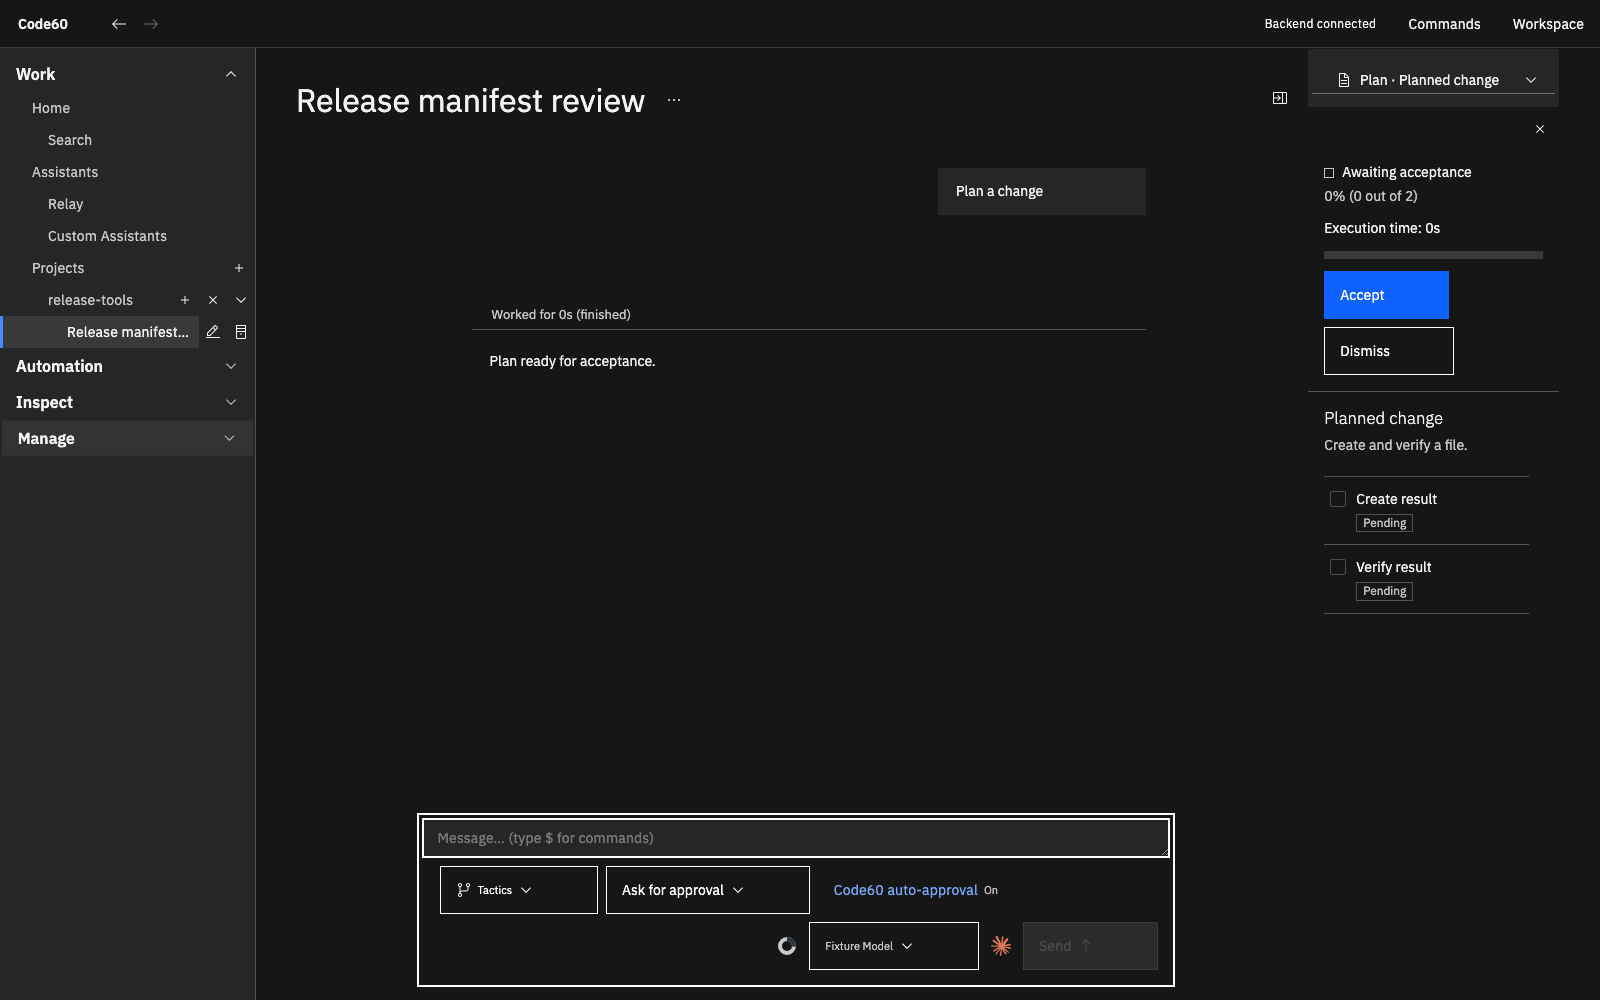 Code60
Backend connected
Commands
Workspace
Work
Home
Search
Assistants
Relay
Custom Assistants
Projects
release-tools
Release manifest...
Automation
Inspect
Manage
Release manifest review
Plan a change
Worked for 0s (finished)
Plan ready for acceptance.
Message... (type $ for commands)
Tactics
Ask for approval
Code60 auto-approval On
Fixture Model
Send
Plan · Planned change
Awaiting acceptance
0% (0 out of 2)
Execution time: 0s
Accept
Dismiss
Planned change
Create and verify a file.
Create result
Pending
Verify result
Pending